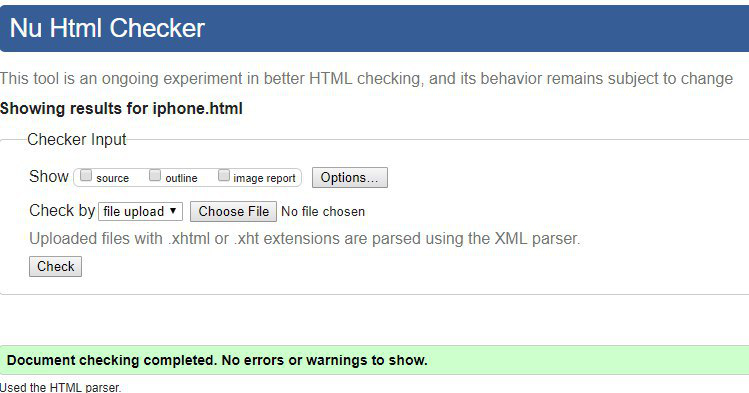 Nu Html Checker
This tool is an ongoing experiment in better HTML checking, and its behavior remains subject to change
Showing results for iphone.html
Checker Input
Show source outline image report Options...
Check by file upload Choose File No file chosen
Uploaded files with .xhtml or .xht extensions are parsed using the XML parser.
Check
Document checking completed. No errors or warnings to show.
Used the HTML parser.